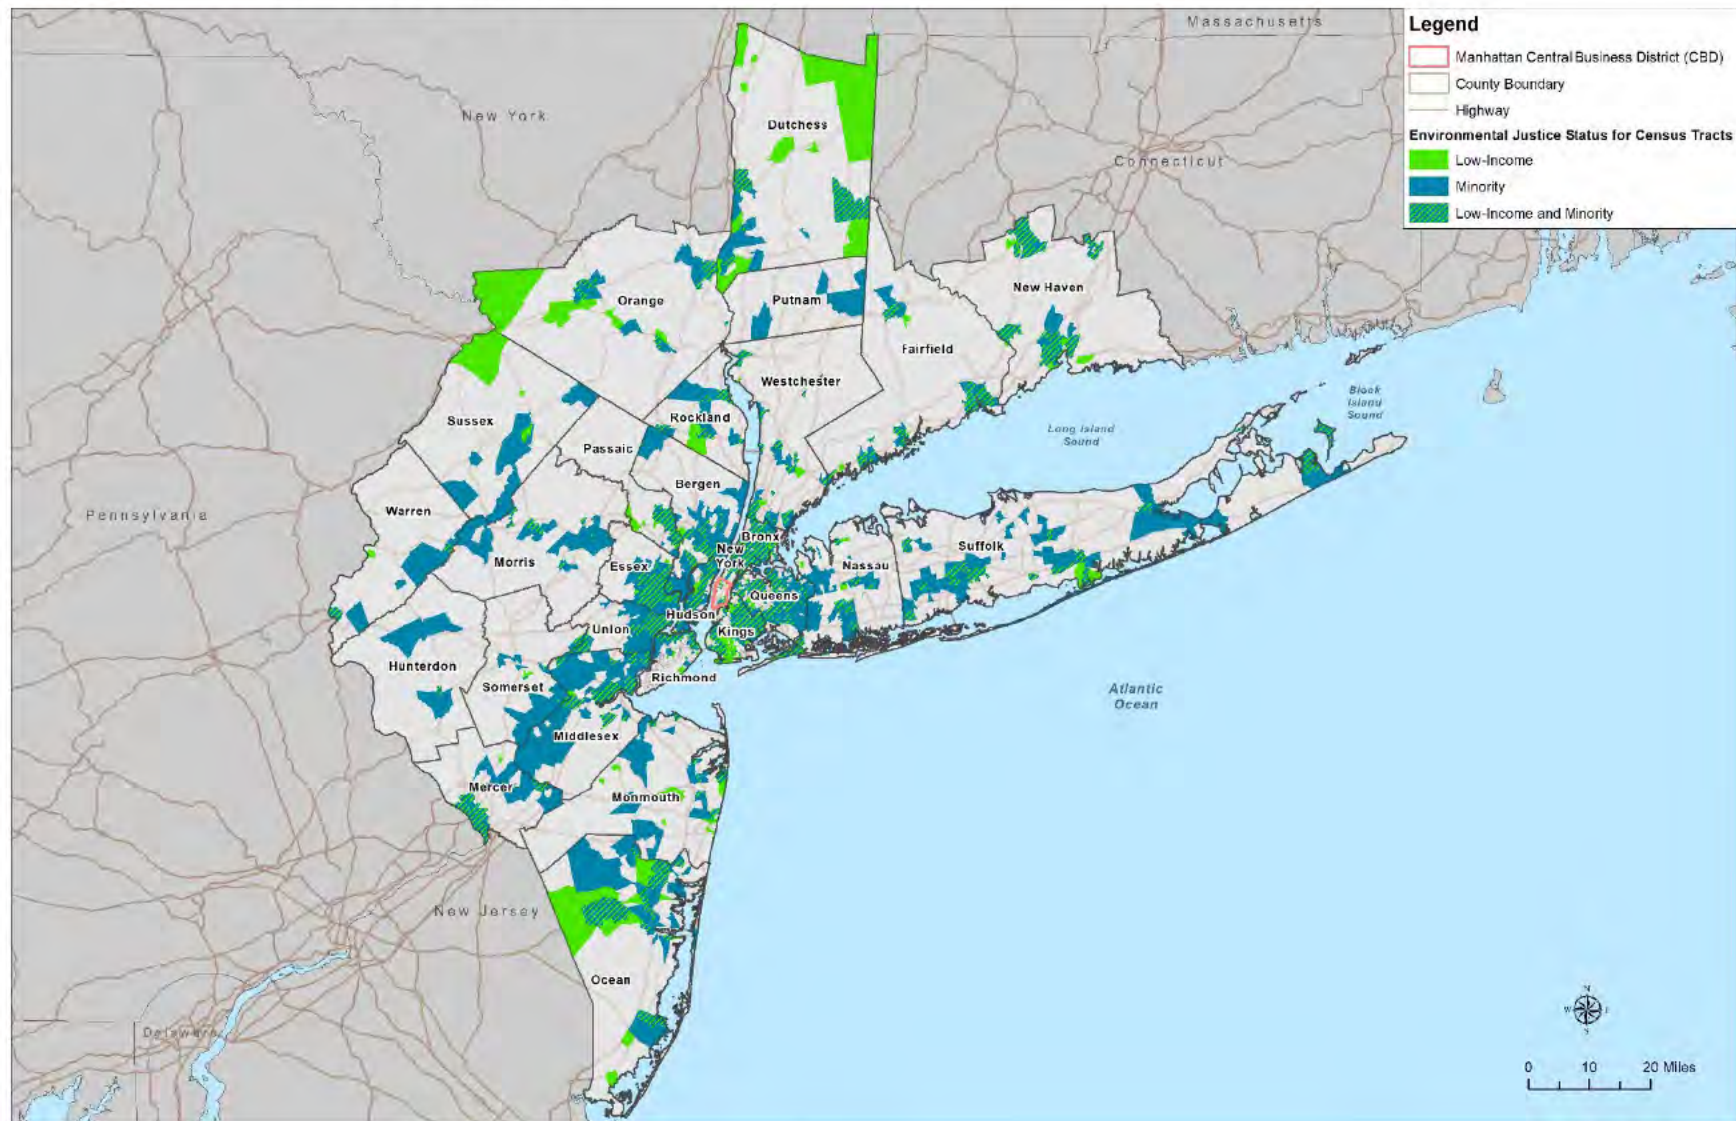 Massachusetts
Legend
Manhattan Central Business District (CBD)
County Boundary
Highway
Environmental Justice Status for Census Tracts
Low-Income
Minority
Low-Income and Minority
New York
Dutchess
Connecticut
Orange
Putnam
New Haven
Fairfield
Westchester
Sussex
Rockland
Passaic
Block
Island
Sound
Long Island
Sound
Bergen
Warren
Pennsylvania
Bronx
New
York
Suffolk
Morris
Essex
Nassau
Queens
Hudson
Union
Kings
Hunterdon
Somerset
Richmond
Atlantic
Ocean
Middlesex
Mercer
Monmouth
New Jersey
Ocean
Delaware
N
W
E
S
0 10 20 Miles